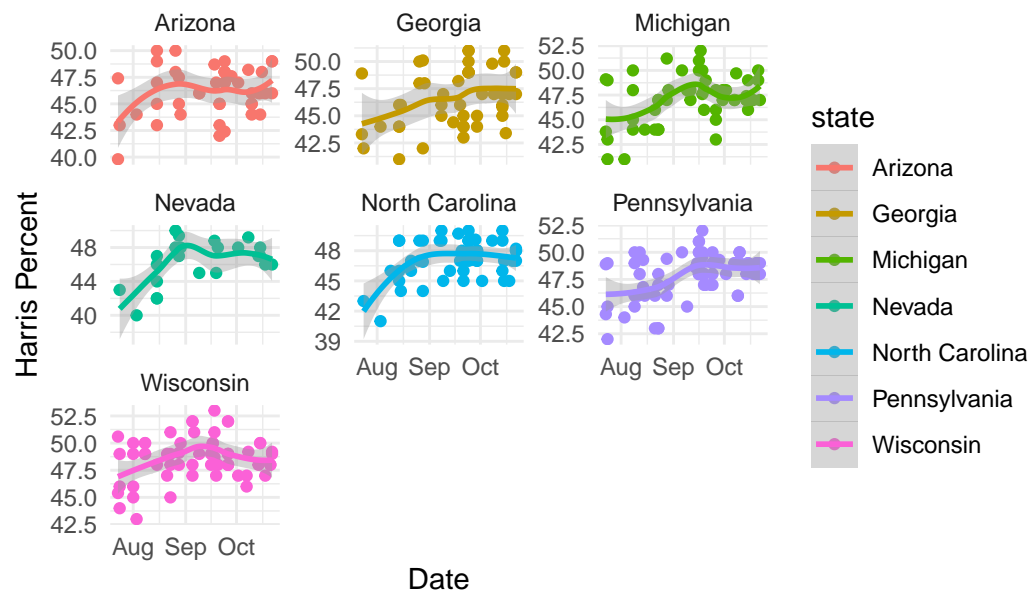 Arizona
Georgia
Michigan
50.0
47.5
45.0
42.5
40.0
50.0
47.5
45.0
42.5
52.5
50.0
47.5
45.0
42.5
Nevada
North Carolina
Pennsylvania
48
44
40
48
45
42
39
52.5
50.0
47.5
45.0
42.5
Aug Sep Oct
Aug Sep Oct
Wisconsin
52.5
50.0
47.5
45.0
42.5
Aug Sep Oct
Date
Harris Percent
state
Arizona
Georgia
Michigan
Nevada
North Carolina
Pennsylvania
Wisconsin